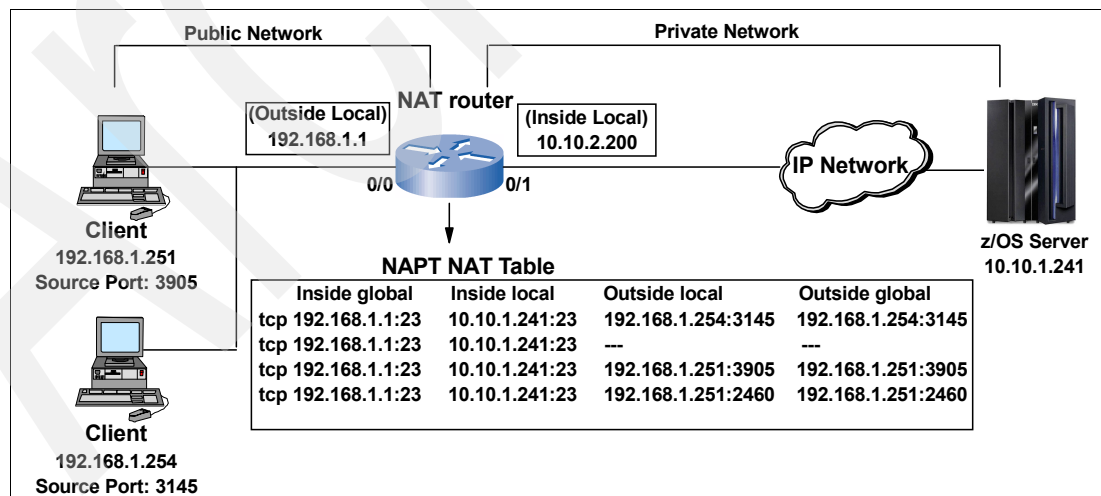 Public Network
Private Network
NAT router
(Outside Local)
192.168.1.1
(Inside Local)
10.10.2.200
0/0
0/1
IP Network
Client
192.168.1.251
Source Port: 3905
z/OS Server
10.10.1.241
NAPT NAT Table
Inside global Inside local Outside local Outside global
tcp 192.168.1.1:23 10.10.1.241:23 192.168.1.254:3145 192.168.1.254:3145
tcp 192.168.1.1:23 10.10.1.241:23 --- ---
tcp 192.168.1.1:23 10.10.1.241:23 192.168.1.251:3905 192.168.1.251:3905
tcp 192.168.1.1:23 10.10.1.241:23 192.168.1.251:2460 192.168.1.251:2460
Client
192.168.1.254
Source Port: 3145